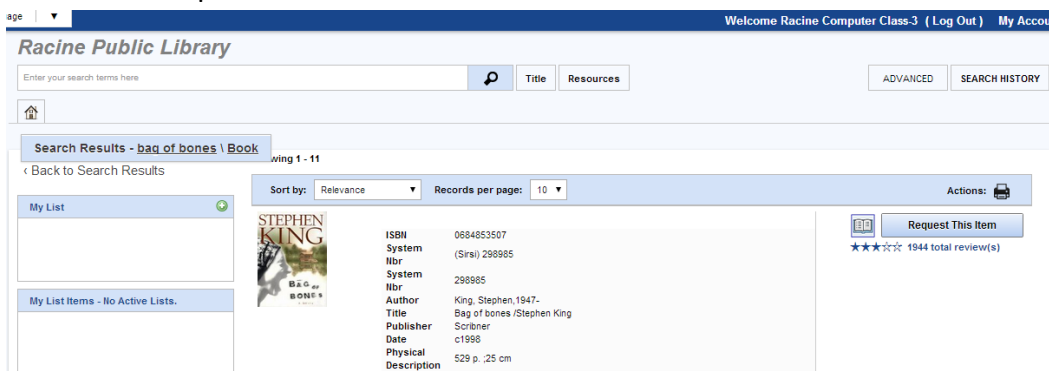 age ▼
Welcome Racine Computer Class-3 ( Log Out ) My Accou
Racine Public Library
Enter your search terms here
Title Resources
ADVANCED SEARCH HISTORY
Search Results - bag of bones \ Book
wing 1 - 11
‹ Back to Search Results
Sort by: Relevance ▼ Records per page: 10 ▼
Actions:
My List
STEPHEN
KING
BAG OF
BONES
ISBN 0684853507
System Nbr (Sirsi) 298985
System Nbr 298985
Author King, Stephen,1947-
Title Bag of bones /Stephen King
Publisher Scribner
Date c1998
Physical Description 529 p. ;25 cm
Request This Item
1944 total review(s)
My List Items - No Active Lists.